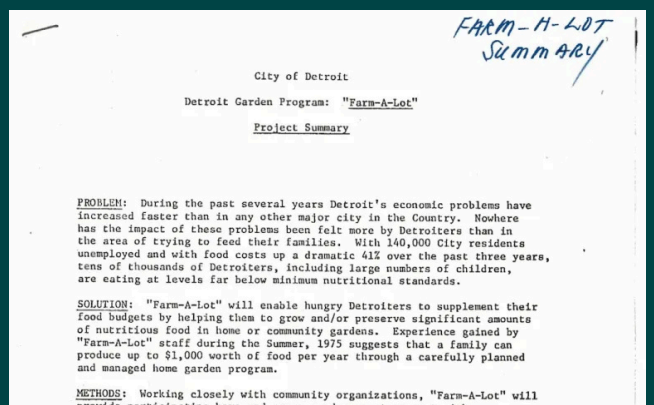 FARM-A-LOT
SUMMARY
City of Detroit
Detroit Garden Program: "Farm-A-Lot"
Project Summary
PROBLEM: During the past several years Detroit's economic problems have
increased faster than in any other major city in the Country. Nowhere
has the impact of these problems been felt more by Detroiters than in
the area of trying to feed their families. With 140,000 City residents
unemployed and with food costs up a dramatic 41% over the past three years,
tens of thousands of Detroiters, including large numbers of children,
are eating at levels far below minimum nutritional standards.
SOLUTION: "Farm-A-Lot" will enable hungry Detroiters to supplement their
food budgets by helping them to grow and/or preserve significant amounts
of nutritious food in home or community gardens. Experience gained by
"Farm-A-Lot" staff during the Summer, 1975 suggests that a family can
produce up to $1,000 worth of food per year through a carefully planned
and managed home garden program.
METHODS: Working closely with community organizations, "Farm-A-Lot" will